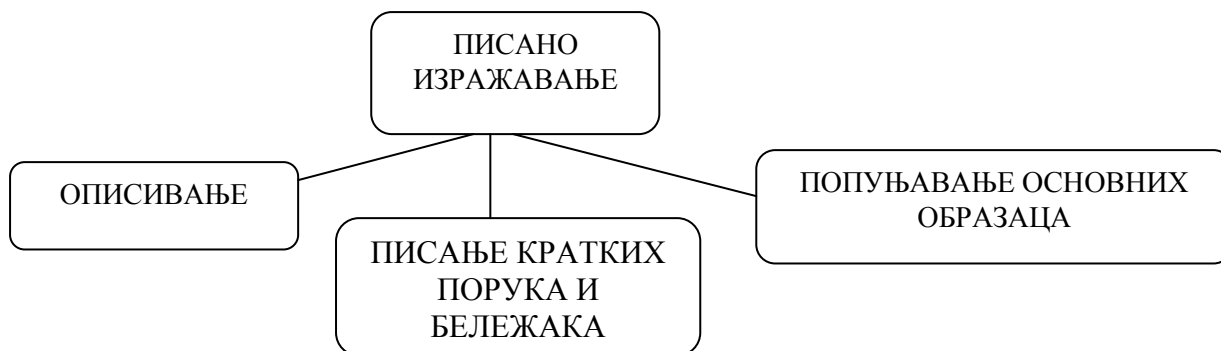 ПИСАНО
ИЗРАЖАВАЊЕ
ОПИСИВАЊЕ
ПИСАЊЕ КРАТКИХ
ПОРУКА И
БЕЛЕЖАКА
ПОПУЊАВАЊЕ ОСНОВНИХ
ОБРАЗАЦА